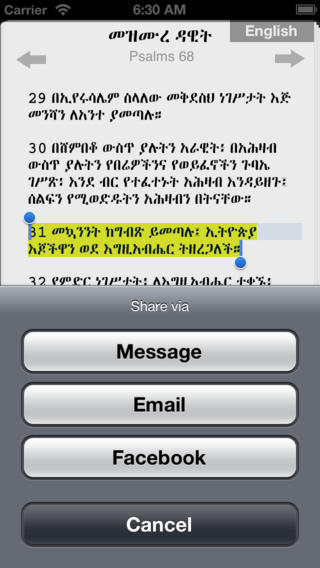 Carrier 6:30 AM
መዝሙረ ዳዊት
English
Psalms 68
29 በኢየሩሳሌም ስላለው መቅደስህ ነገሥታት እጅ
መንሻን ለአንተ ያመጣሉ።
30 በሸምበቆ ውስጥ ያሉትን አራዊት፤ በአሕዛብ
ውስጥ ያሉትን የበሬዎችንና የወይፈኖችን ጉባኤ
ገሥጽ፤ እንደ ብር የተፈተኑት አሕዛብ እንዳይዘጉ፤
ሰልፍን የሚወድዱትን አሕዛብን በትናቸው።
31 መኳንንት ከግብጽ ይመጣሉ፤ ኢትዮጵያ
እጆችዋን ወደ እግዚአብሔር ትዘረጋለች።
32 የምድር ነገሥታት፤ ለእግዚአብሔር ተቀኙ፤
Share via
Message
Email
Facebook
Cancel